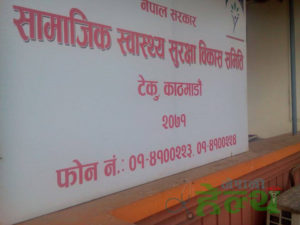 नेपाल सरकार
सामाजिक स्वास्थ्य सुरक्षा विकास समिति
टेकु, काठमाडौं
२०७१
फोन नं.: ०१-४१००२२३, ०१-४१००२२४
नेपाली
हेल्थ